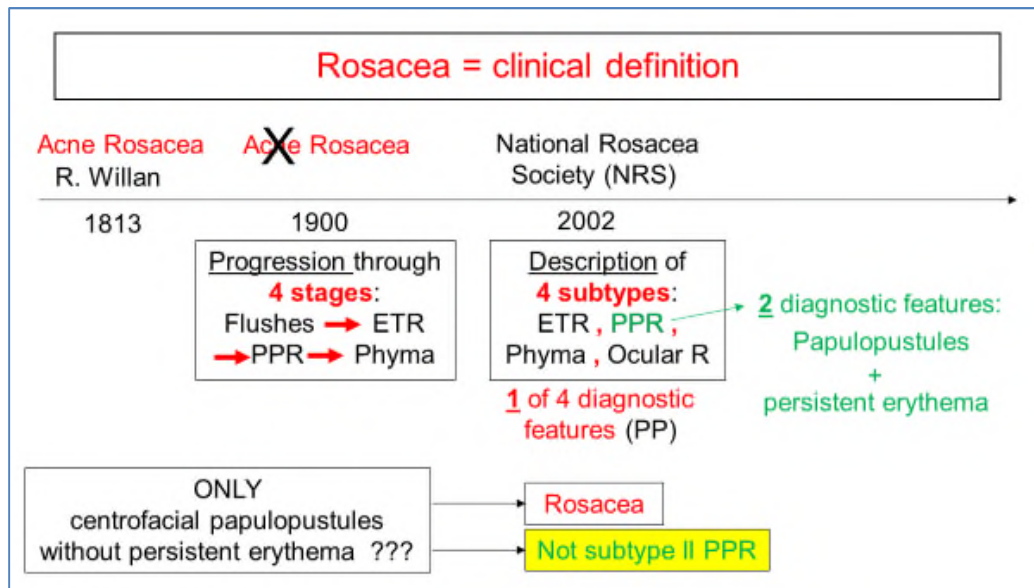 Rosacea = clinical definition
Acne Rosacea
R. Willan
Acne Rosacea
National Rosacea
Society (NRS)
1813
1900
2002
Progression through
4 stages:
Flushes → ETR
→ PPR → Phyma
Description of
4 subtypes:
ETR , PPR ,
Phyma , Ocular R
1 of 4 diagnostic
features (PP)
2 diagnostic features:
Papulopustules
+
persistent erythema
ONLY
centrofacial papulopustules
without persistent erythema ???
Rosacea
Not subtype II PPR